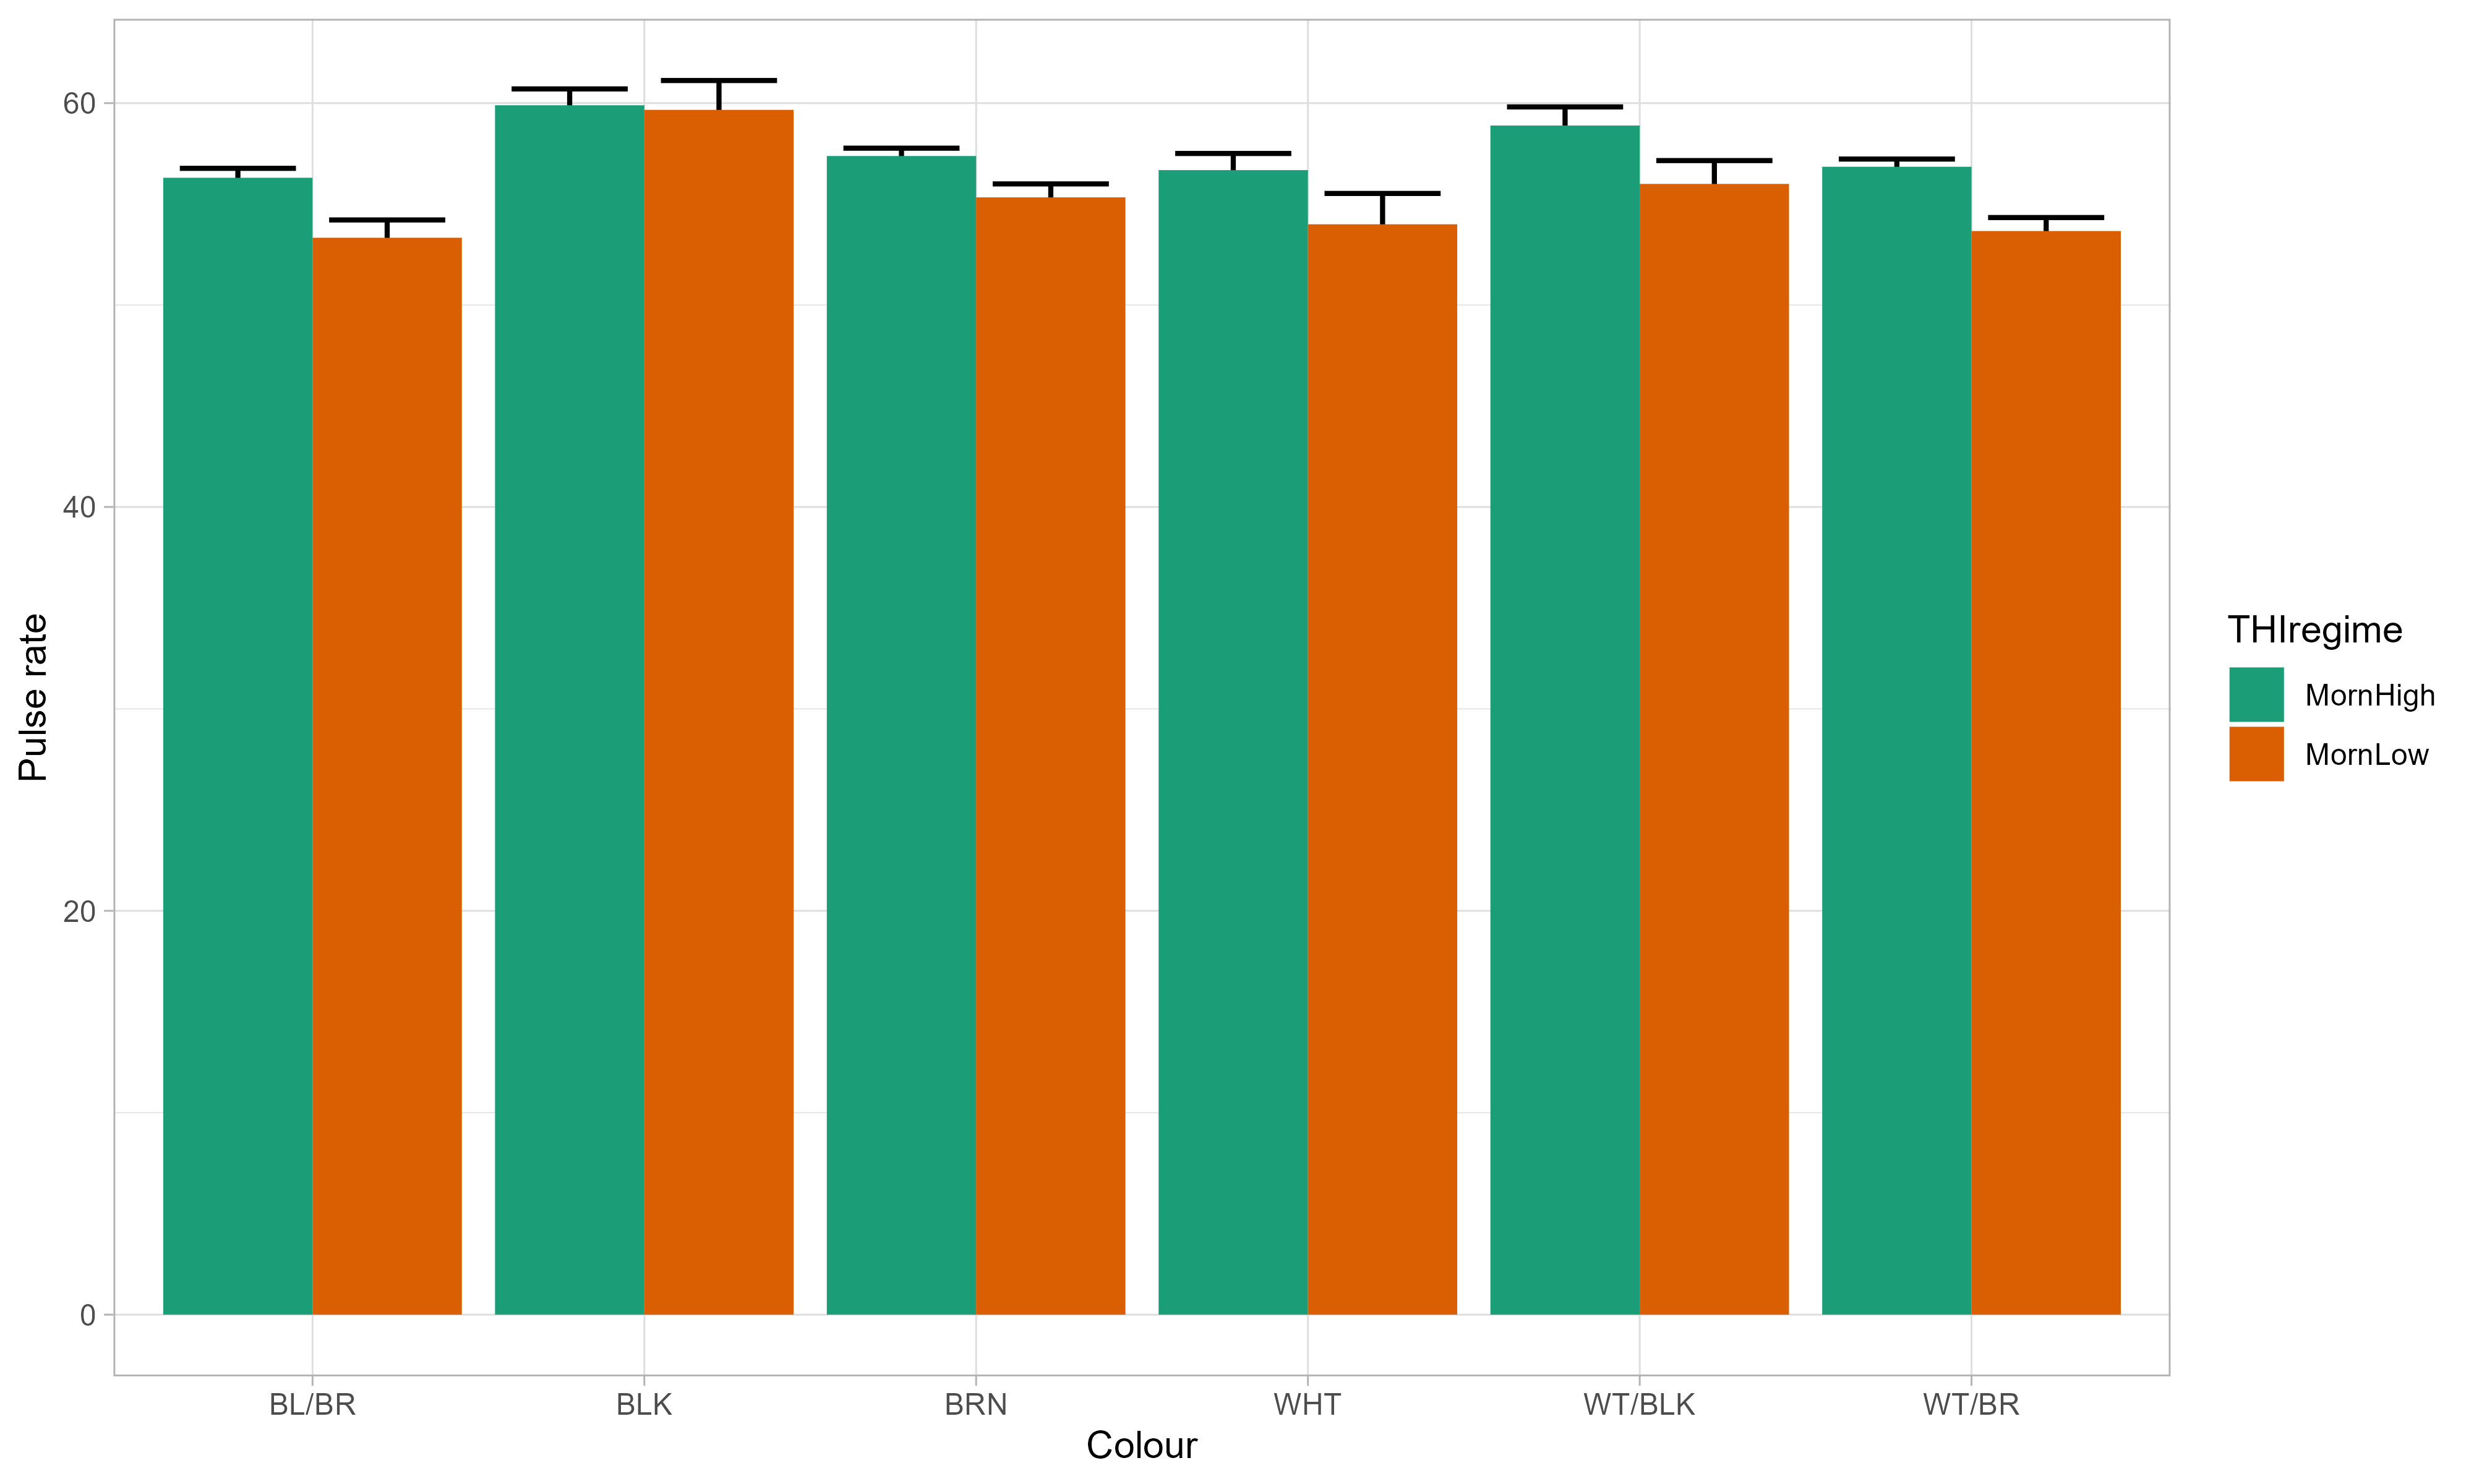 60
40
20
0
Pulse rate
BL/BR BLK BRN WHT WT/BLK WT/BR
Colour
THIregime
MornHigh
MornLow